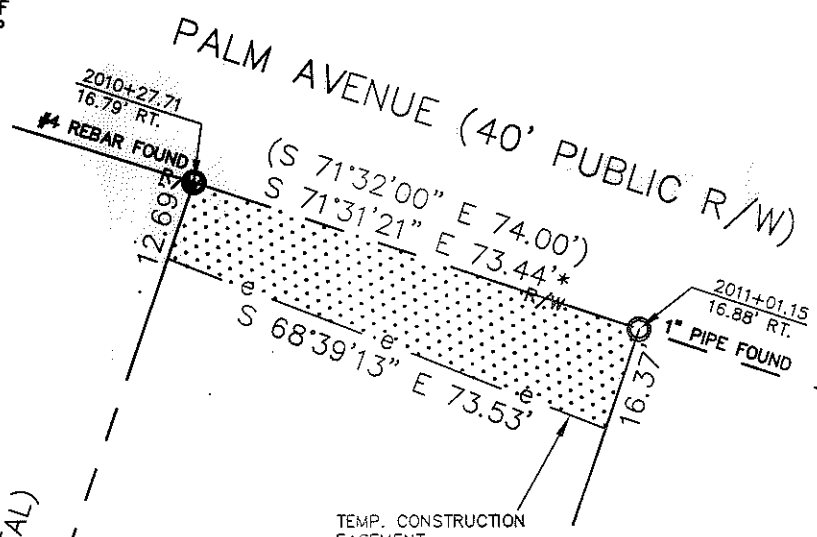 PALM AVENUE (40' PUBLIC R/W)
2010+27.71
16.79' RT.
#4 REBAR FOUND
R/
(S 71°32'00" E 74.00')
S 71°31'21" E 73.44'*
R/W
12.69'
2011+01.15
16.88' RT.
1" PIPE FOUND
e
e
e
S 68°39'13" E 73.53'
16.37'
TEMP. CONSTRUCTION